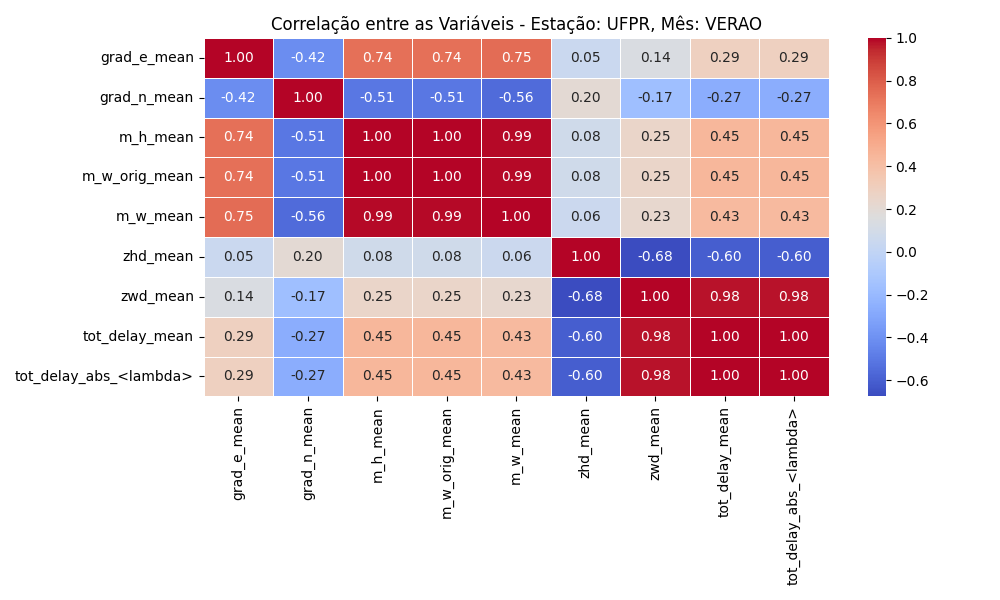 Correlação entre as Variáveis - Estação: UFPR, Mês: VERAO
grad_e_mean 1.00 -0.42 0.74 0.74 0.75 0.05 0.14 0.29 0.29
grad_n_mean -0.42 1.00 -0.51 -0.51 -0.56 0.20 -0.17 -0.27 -0.27
m_h_mean 0.74 -0.51 1.00 1.00 0.99 0.08 0.25 0.45 0.45
m_w_orig_mean 0.74 -0.51 1.00 1.00 0.99 0.08 0.25 0.45 0.45
m_w_mean 0.75 -0.56 0.99 0.99 1.00 0.06 0.23 0.43 0.43
zhd_mean 0.05 0.20 0.08 0.08 0.06 1.00 -0.68 -0.60 -0.60
zwd_mean 0.14 -0.17 0.25 0.25 0.23 -0.68 1.00 0.98 0.98
tot_delay_mean 0.29 -0.27 0.45 0.45 0.43 -0.60 0.98 1.00 1.00
tot_delay_abs_<lambda> 0.29 -0.27 0.45 0.45 0.43 -0.60 0.98 1.00 1.00
grad_e_mean
grad_n_mean
m_h_mean
m_w_orig_mean
m_w_mean
zhd_mean
zwd_mean
tot_delay_mean
tot_delay_abs_<lambda>
1.0
0.8
0.6
0.4
0.2
0.0
−0.2
−0.4
−0.6